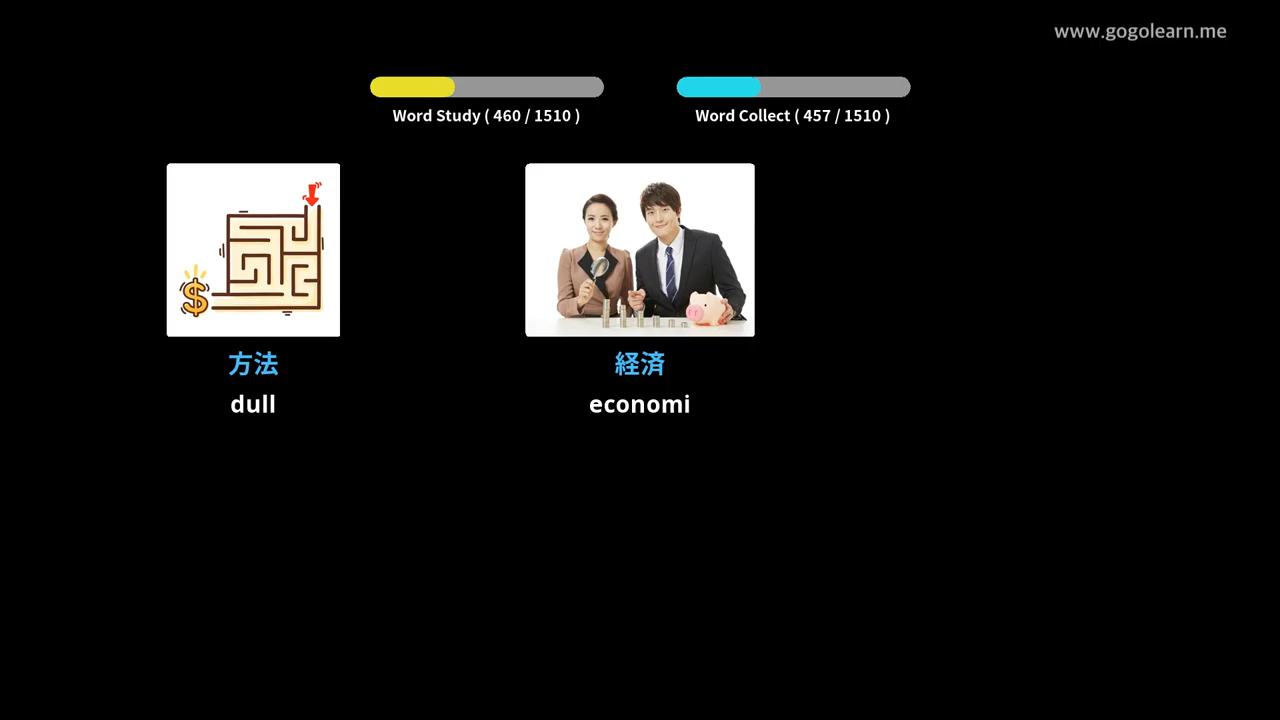 www.gogolearn.me
Word Study ( 460 / 1510 )
Word Collect ( 457 / 1510 )
方法
dull
経済
economi